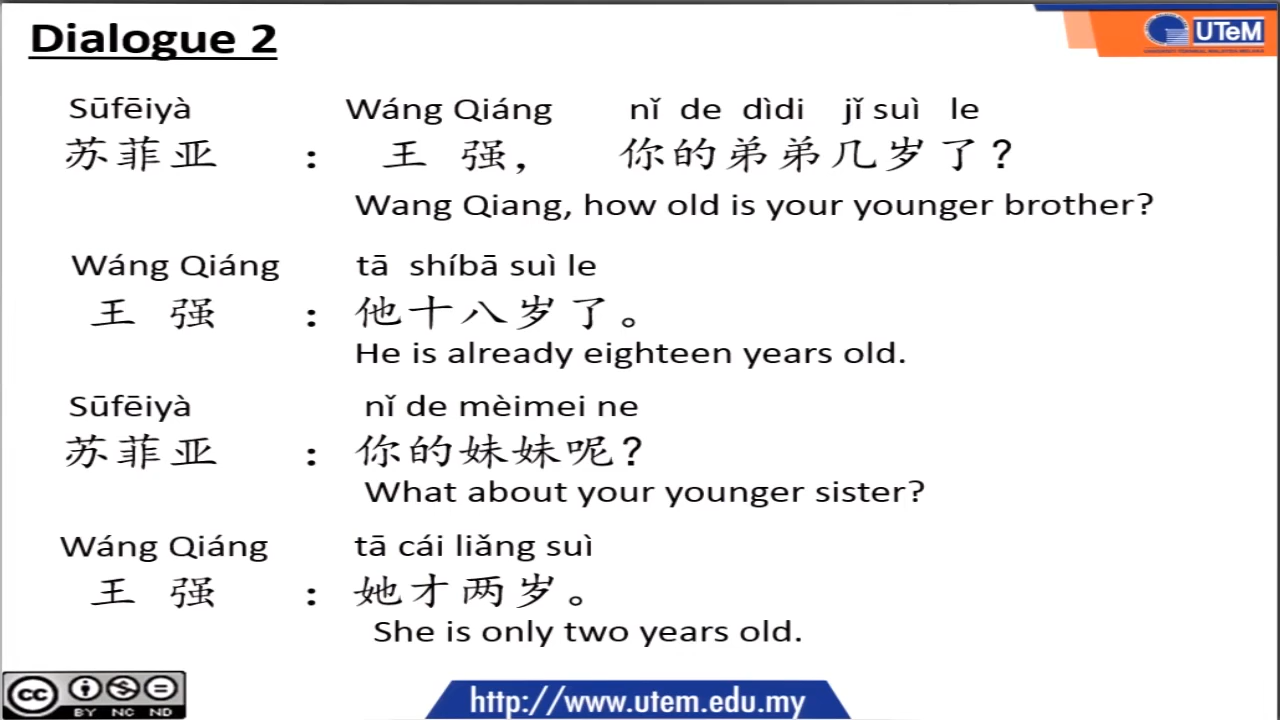 Dialogue 2
UTeM
UNIVERSITI TEKNIKAL MALAYSIA MELAKA
Sūfēiyà Wáng Qiáng nǐ de dìdi jǐ suì le
苏菲亚 : 王 强， 你的弟弟几岁了?
Wang Qiang, how old is your younger brother?
Wáng Qiáng tā shíbā suì le
王 强 : 他十八岁了。
He is already eighteen years old.
Sūfēiyà nǐ de mèimei ne
苏菲亚 : 你的妹妹呢?
What about your younger sister?
Wáng Qiáng tā cái liǎng suì
王 强 : 她才两岁。
She is only two years old.
cc BY NC ND
http://www.utem.edu.my